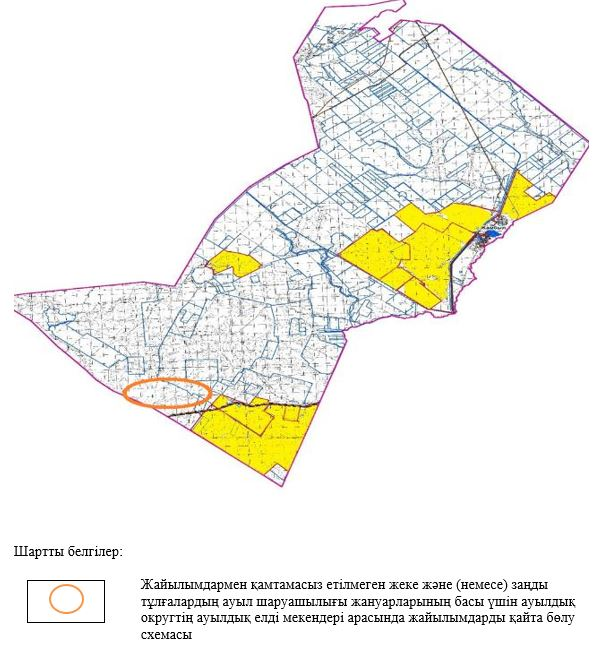 Жамбыл
Шартты белгілер:
Жайылымдармен қамтамасыз етілмеген жеке және (немесе) заңды
тұлғалардың ауыл шаруашылығы жануарларының басы үшін ауылдық
округтің ауылдық елді мекендері арасында жайылымдарды қайта бөлу
схемасы